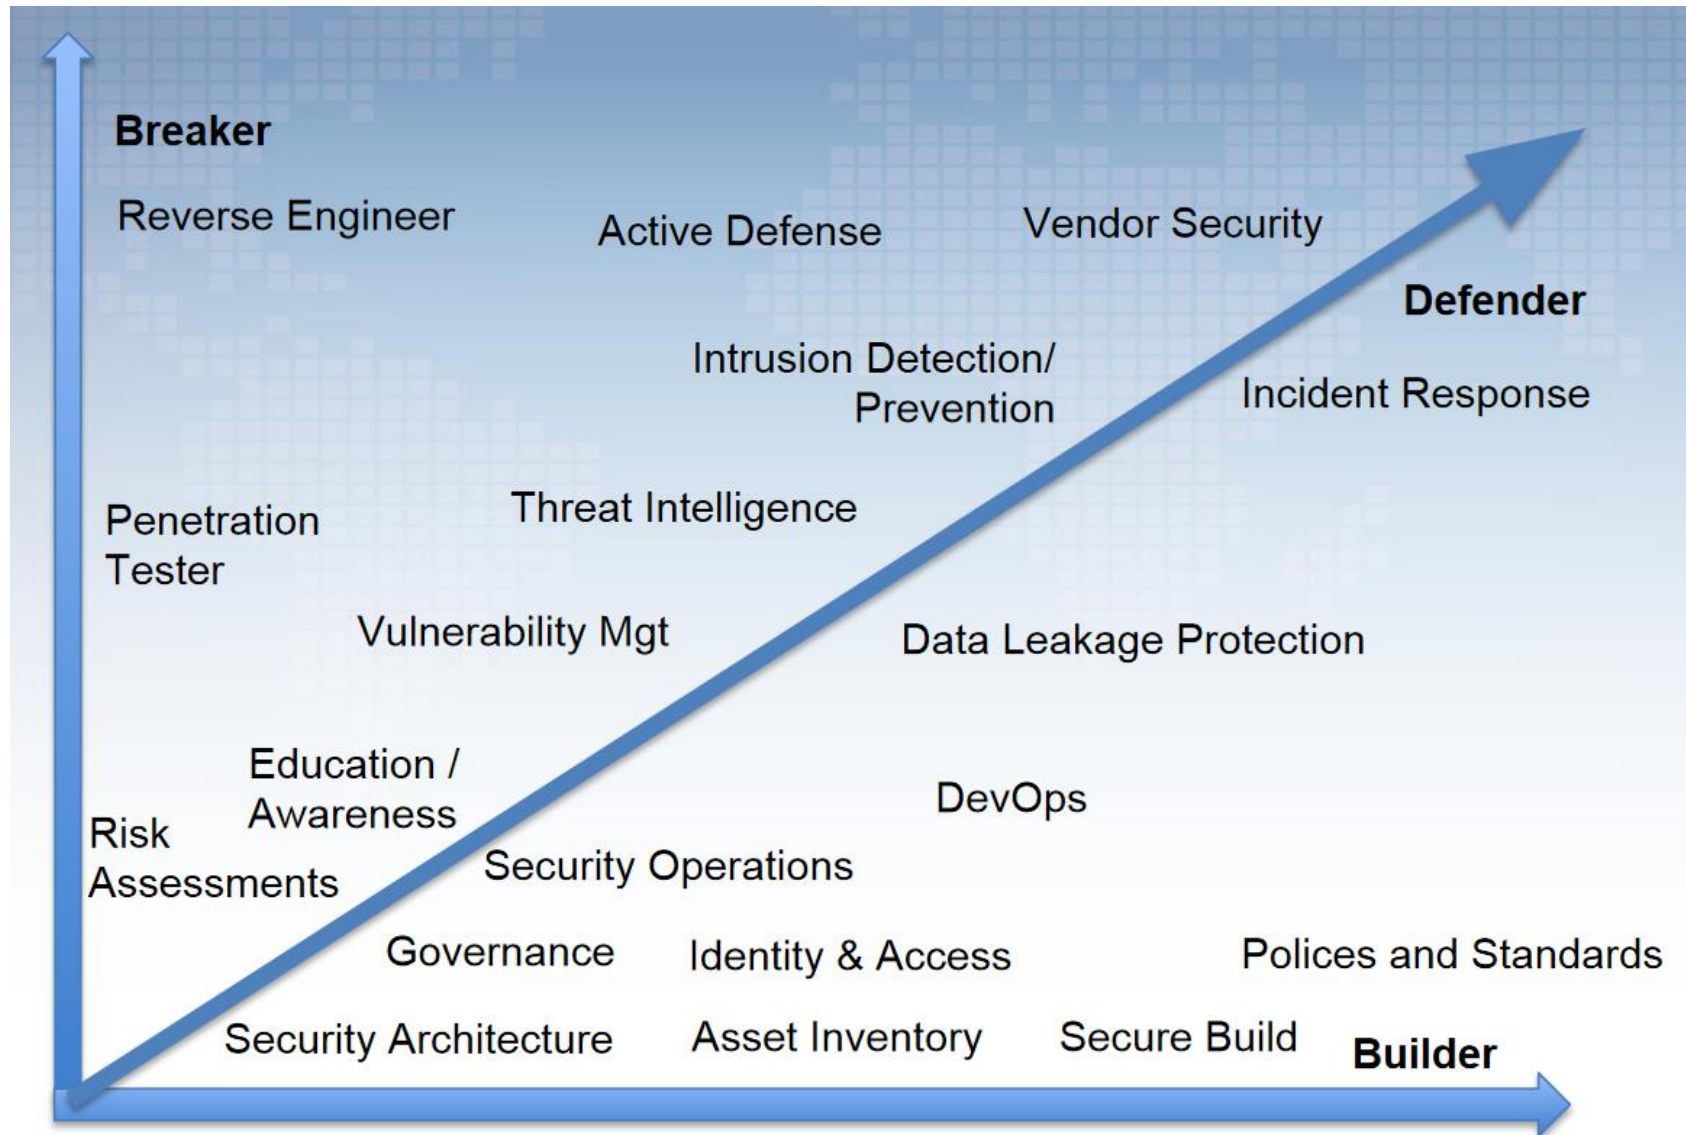 Breaker
Reverse Engineer
Active Defense
Vendor Security
Defender
Intrusion Detection/
Prevention
Incident Response
Penetration
Tester
Threat Intelligence
Vulnerability Mgt
Data Leakage Protection
Education /
Awareness
DevOps
Risk
Assessments
Security Operations
Governance
Identity & Access
Polices and Standards
Security Architecture
Asset Inventory
Secure Build
Builder